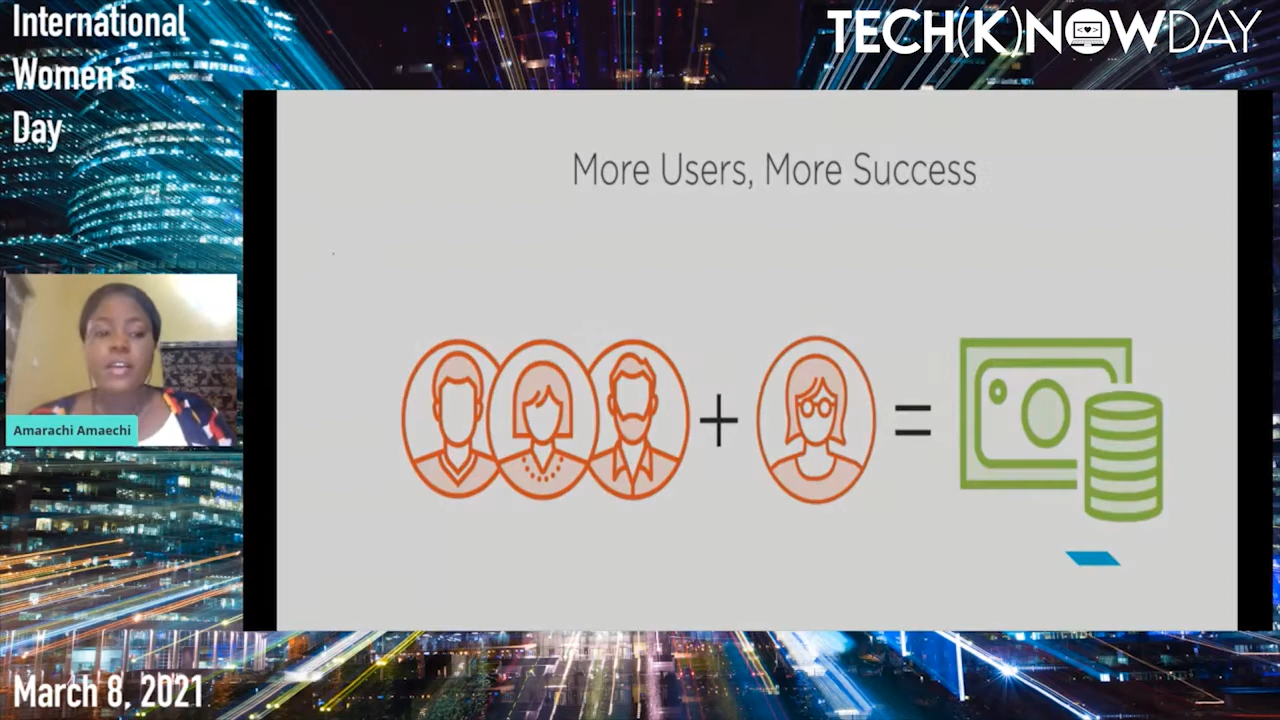 International
Women's
Day
TECH(K)NOWDAY
More Users, More Success
Amarachi Amaechi
March 8, 2021